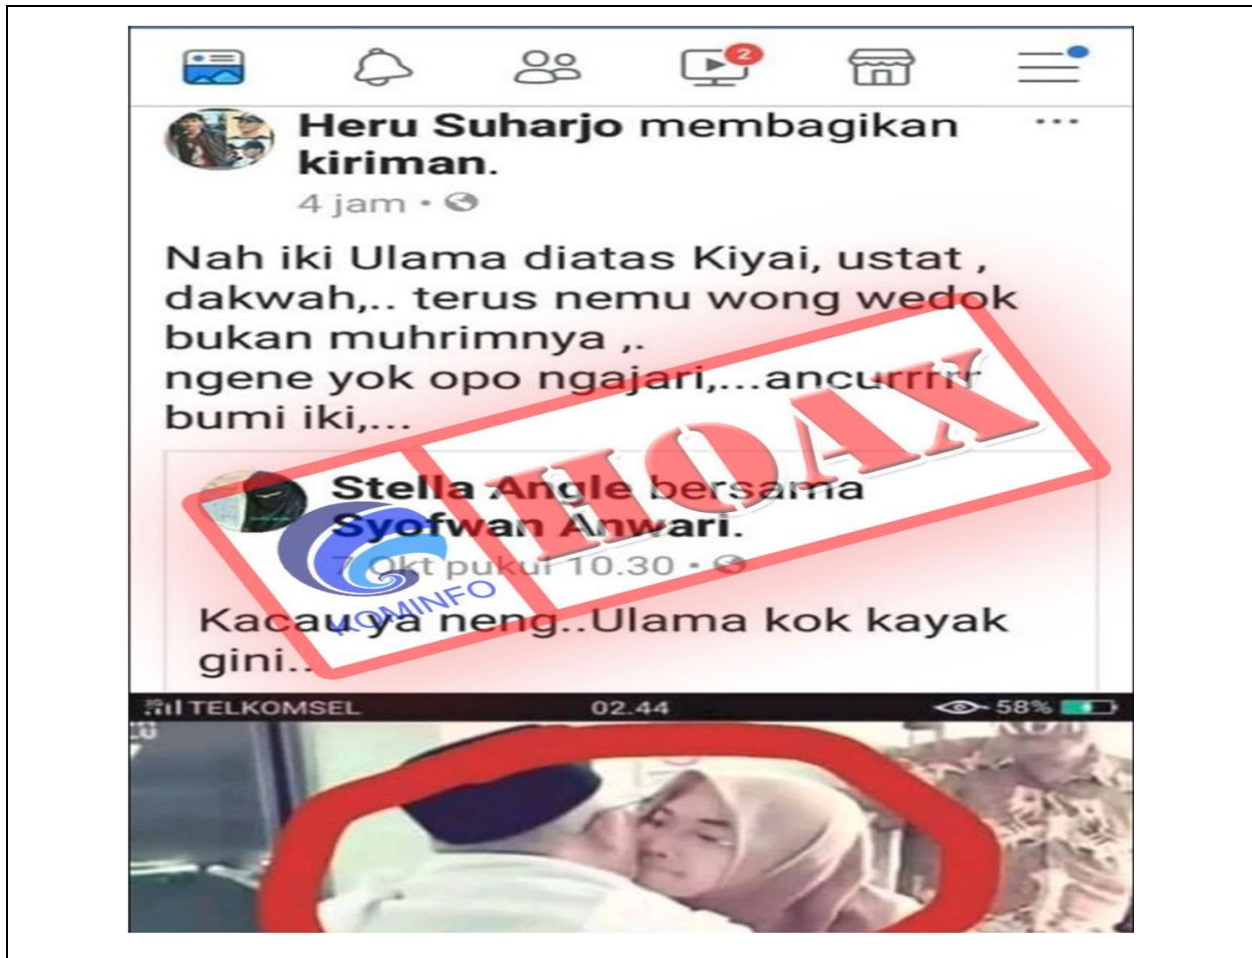 2
Heru Suharjo membagikan
kiriman.
4 jam
Nah iki Ulama diatas Kiyai, ustat ,
dakwah,.. terus nemu wong wedok
bukan muhrimnya ,.
ngene yok opo ngajari,...ancurrrrr
bumi iki,...
HOAX
Stella Angle bersama
Syofwan Anwari.
7 Okt pukul 10.30
KOMINFO
Kacau ya neng..Ulama kok kayak
gini..
TELKOMSEL 02.44 58%